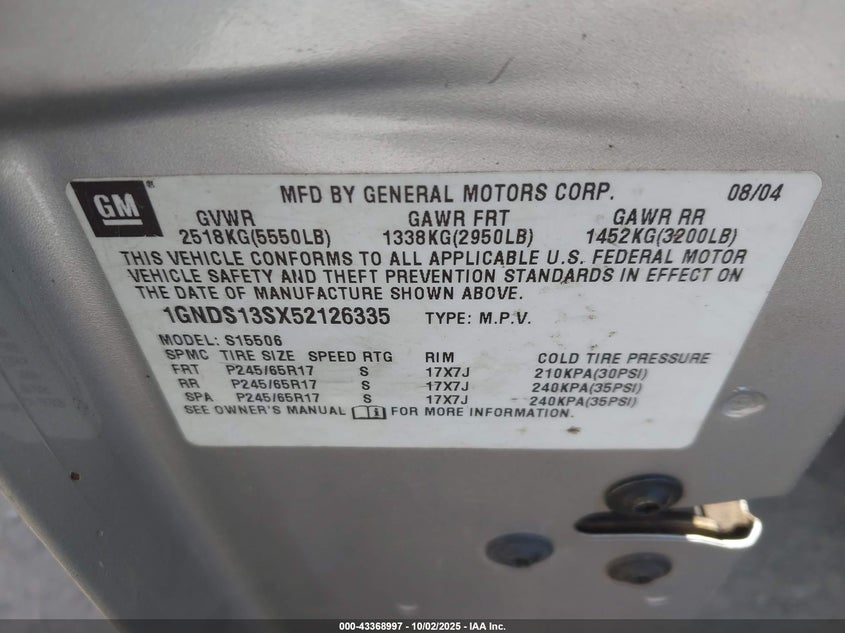 GM® MFD BY GENERAL MOTORS CORP. 08/04
GVWR GAWR FRT GAWR RR
2518KG(5550LB) 1338KG(2950LB) 1452KG(3200LB)
THIS VEHICLE CONFORMS TO ALL APPLICABLE U.S. FEDERAL MOTOR
VEHICLE SAFETY AND THEFT PREVENTION STANDARDS IN EFFECT ON
THE DATE OF MANUFACTURE SHOWN ABOVE.
1GNDS13SX52126335 TYPE: M.P.V.
MODEL: S15506
SPMC TIRE SIZE SPEED RTG RIM COLD TIRE PRESSURE
FRT P245/65R17 S 17X7J 210KPA(30PSI)
RR P245/65R17 S 17X7J 240KPA(35PSI)
SPA P245/65R17 S 17X7J 240KPA(35PSI)
SEE OWNER'S MANUAL FOR MORE INFORMATION.
000-43368997 - 10/02/2025 - IAA Inc.